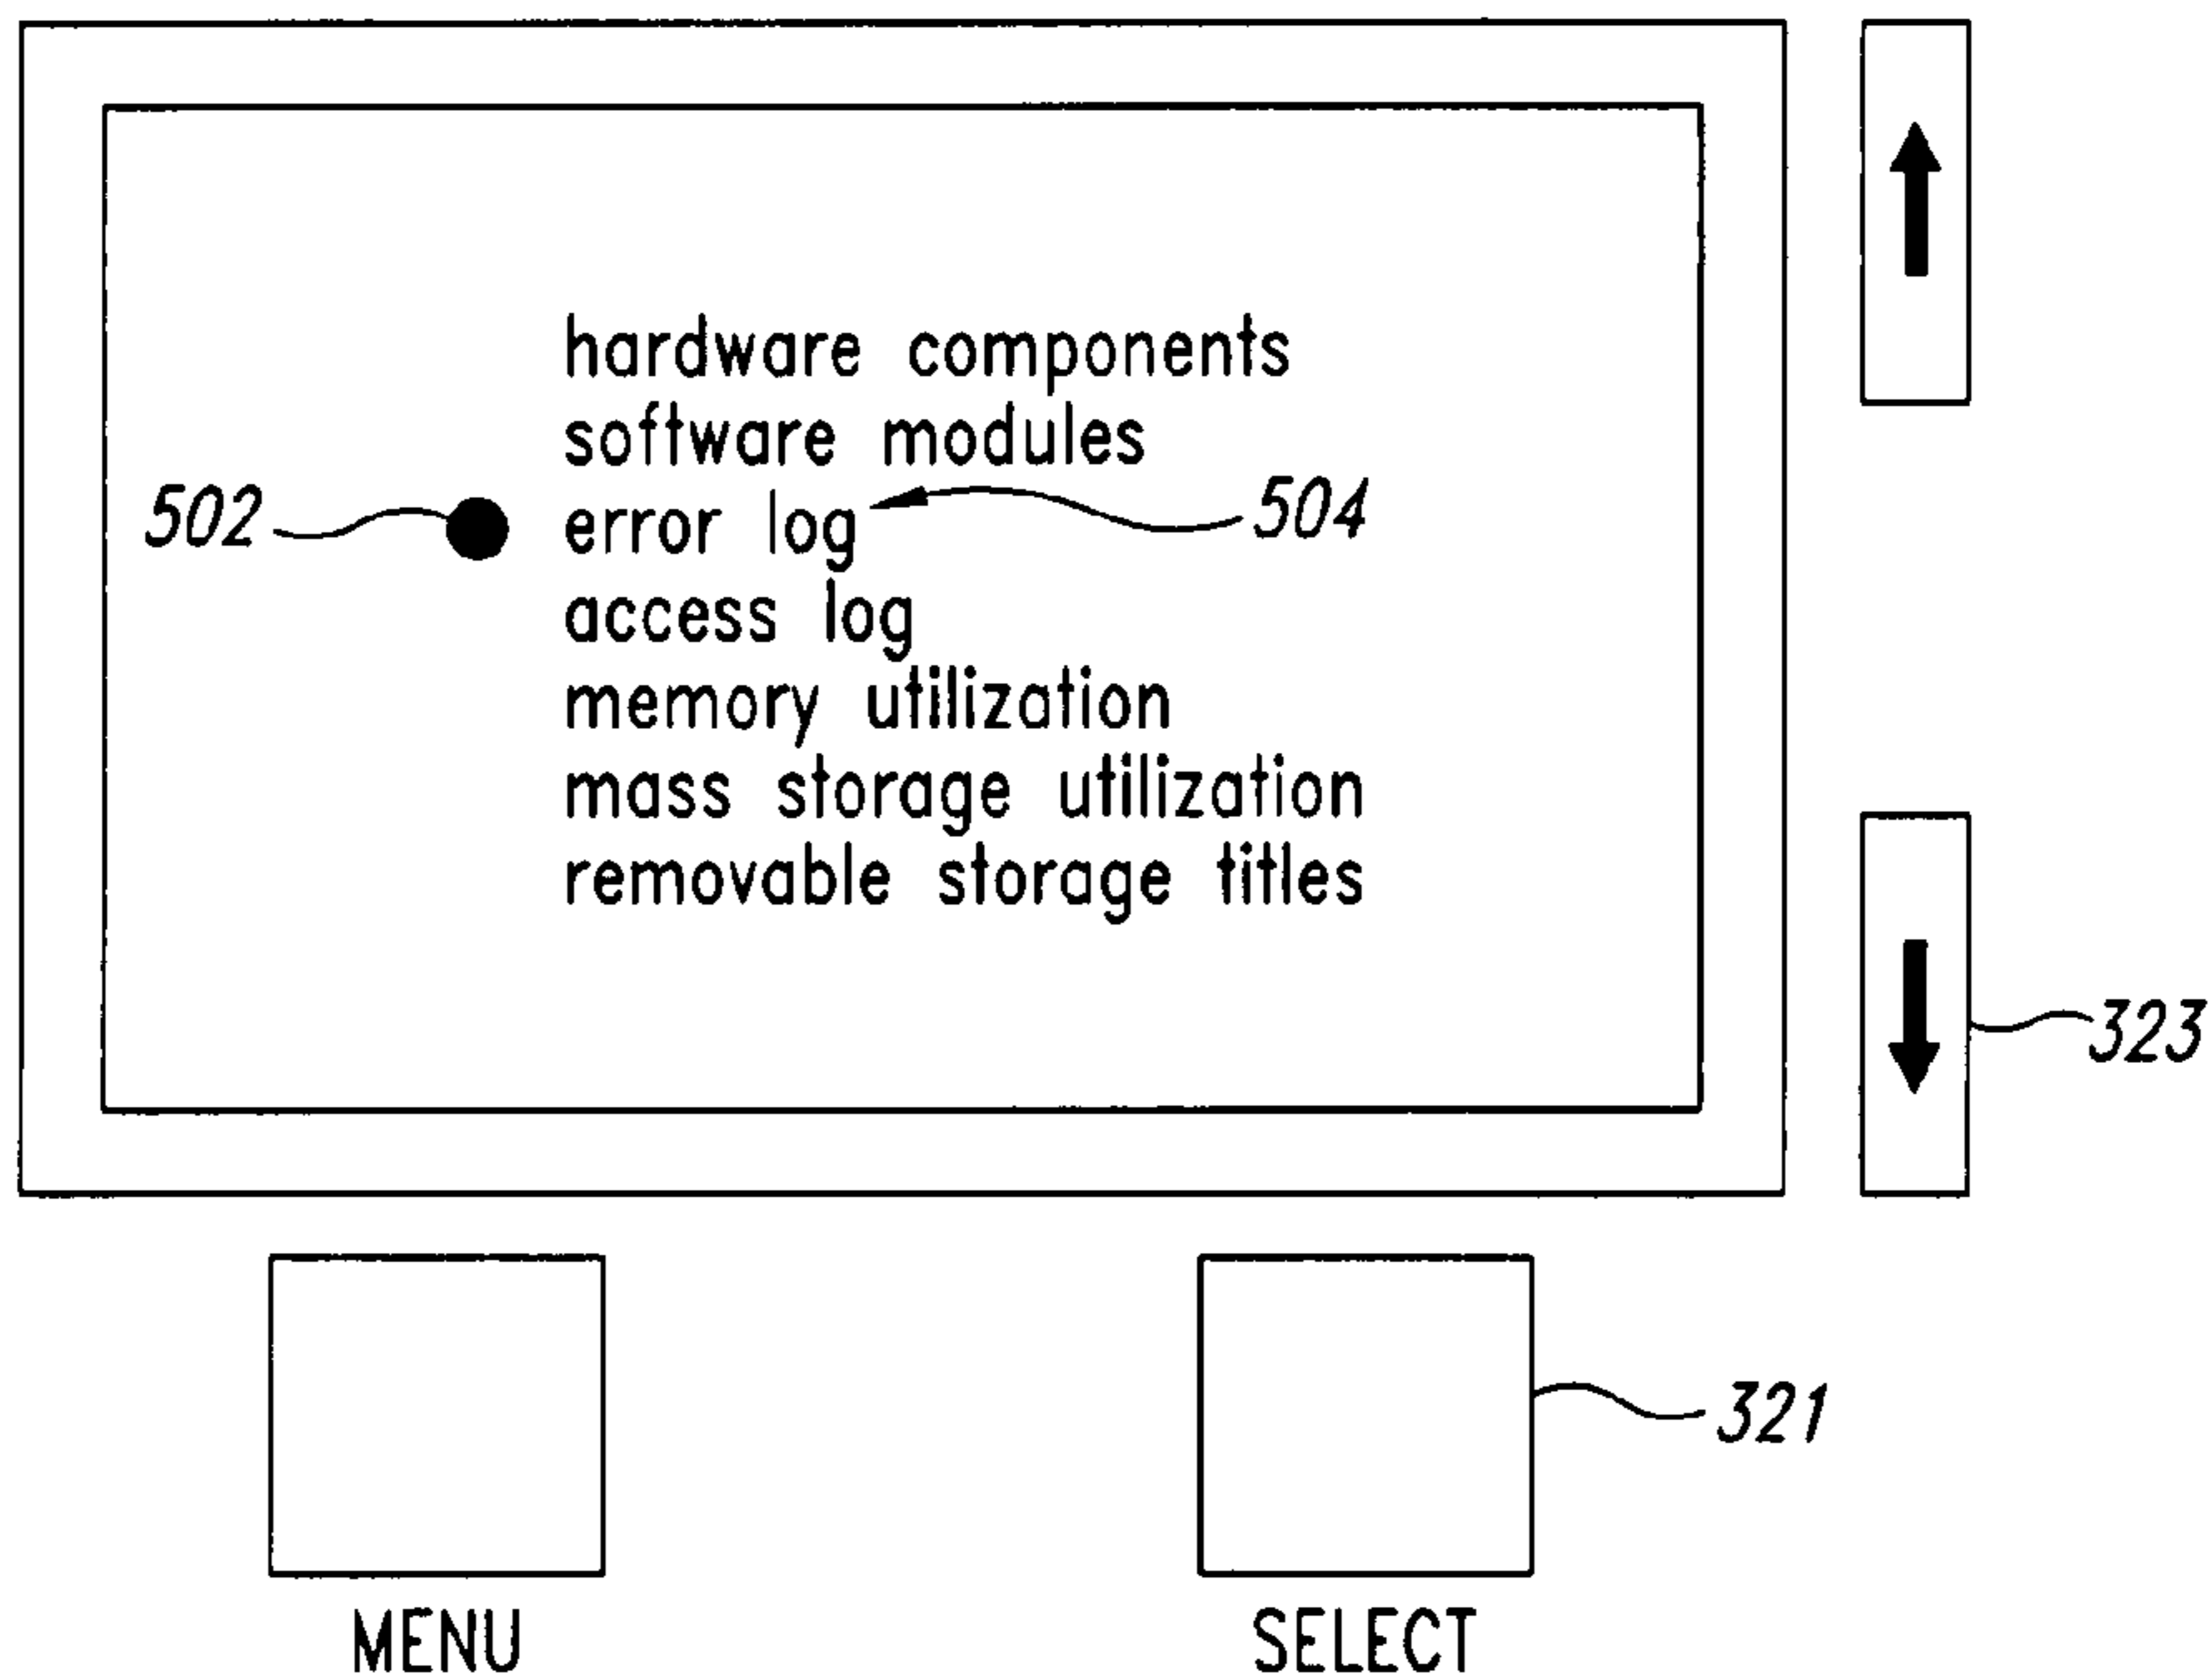 hardware components
software modules
502 error log 504
access log
memory utilization
mass storage utilization
removable storage titles
323
321
MENU SELECT